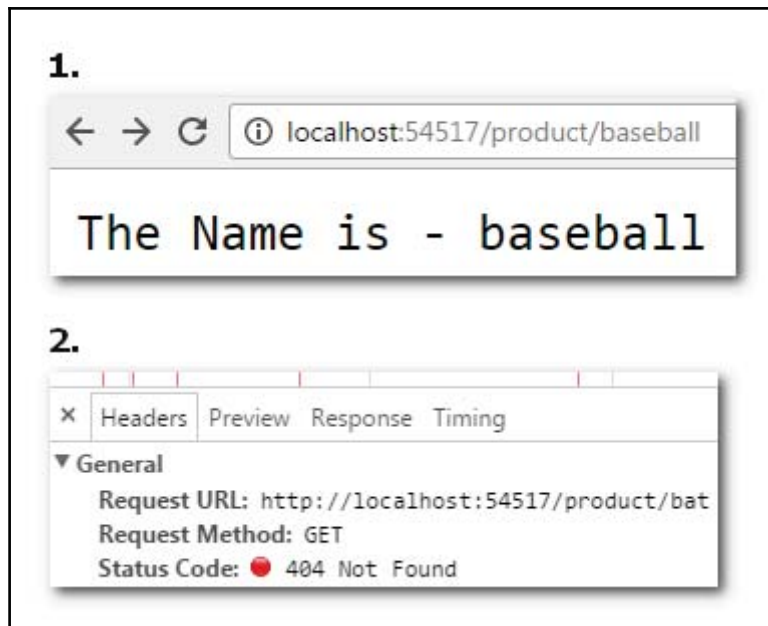 1.
localhost:54517/product/baseball
The Name is - baseball
2.
× Headers Preview Response Timing
▼ General
Request URL: http://localhost:54517/product/bat
Request Method: GET
Status Code: 404 Not Found